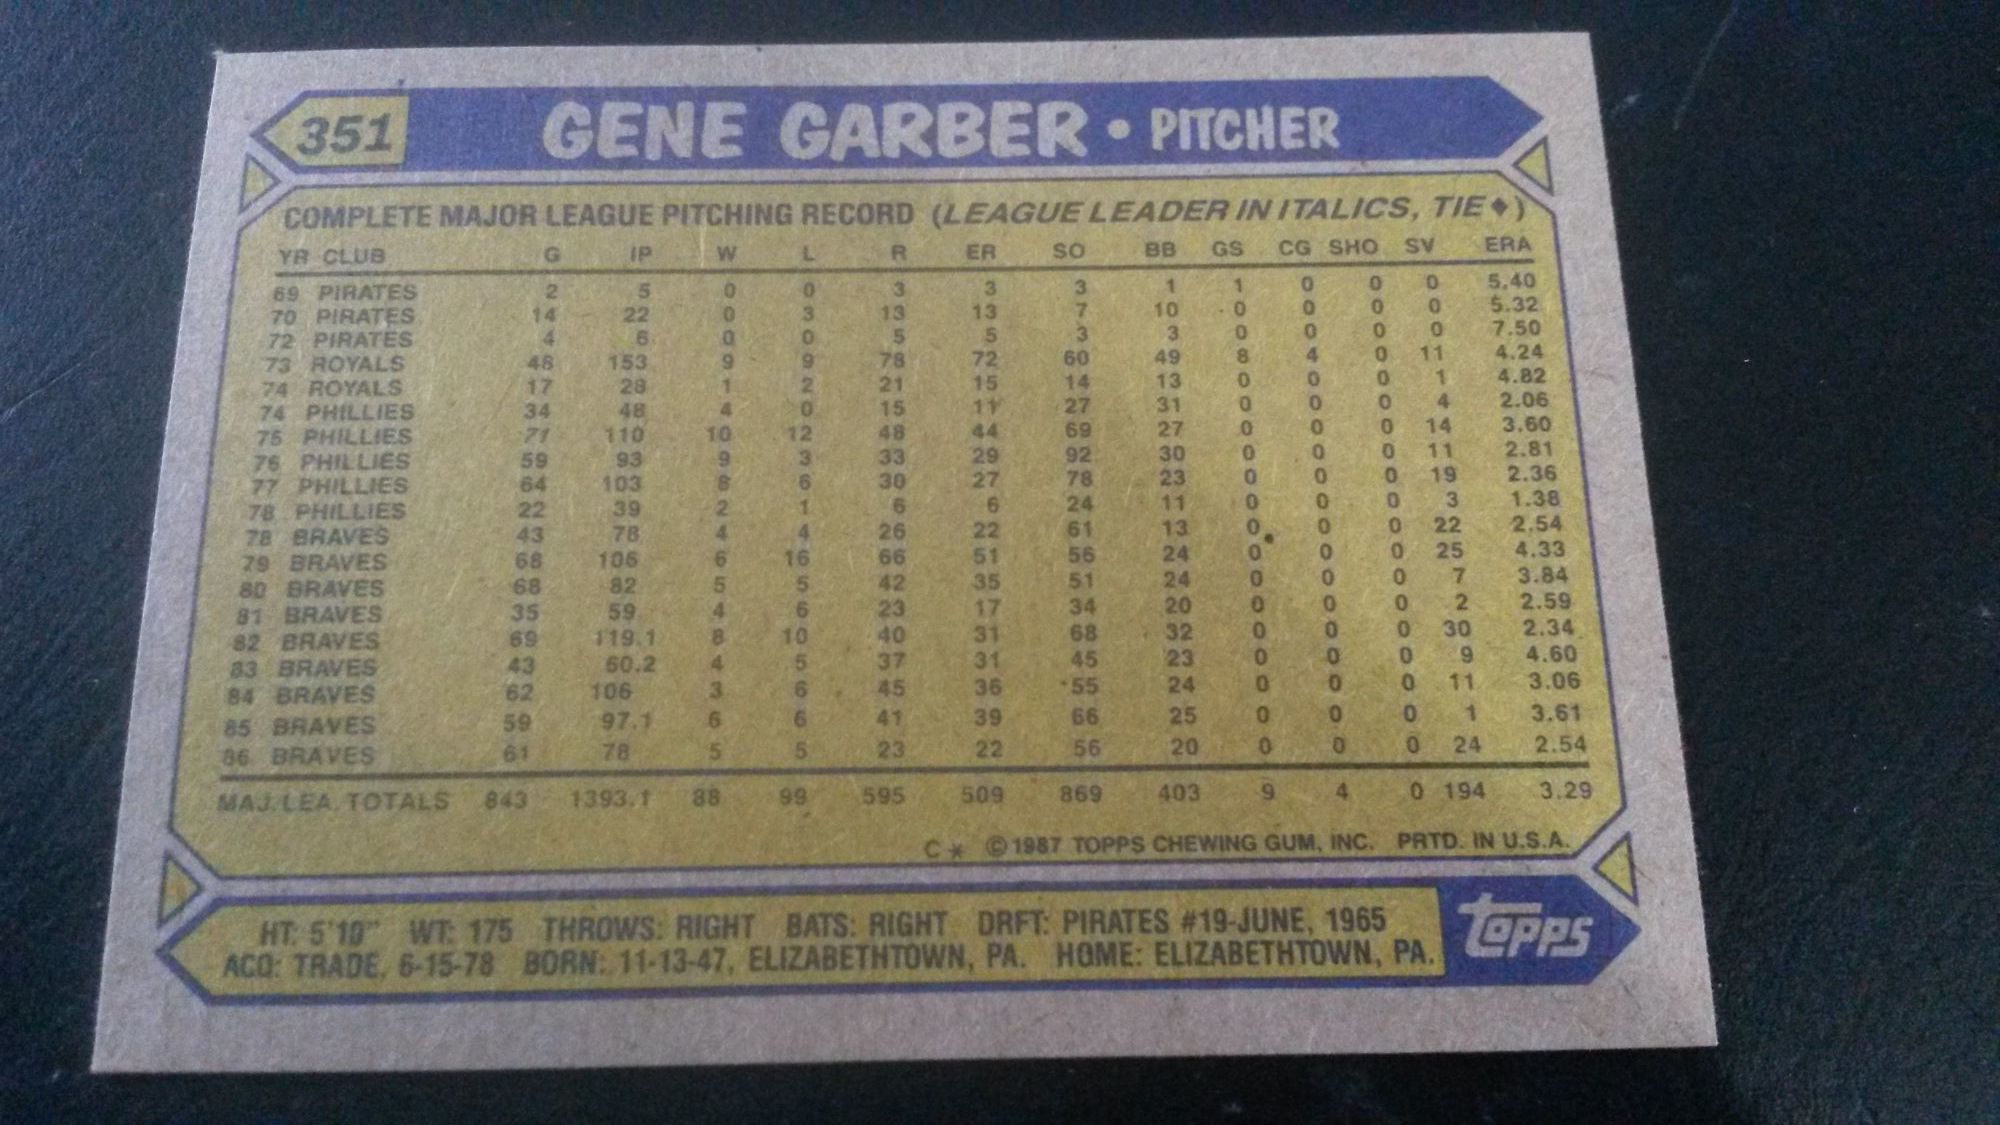 351 GENE GARBER • PITCHER
COMPLETE MAJOR LEAGUE PITCHING RECORD (LEAGUE LEADER IN ITALICS, TIE ♦)
YR CLUB G IP W L R ER SO BB GS CG SHO SV ERA
69 PIRATES 2 5 0 0 3 3 3 1 1 0 0 0 5.40
70 PIRATES 14 22 0 3 13 13 7 10 0 0 0 0 5.32
72 PIRATES 4 6 0 0 5 5 3 3 0 0 0 0 7.50
73 ROYALS 48 153 9 9 78 72 60 49 8 4 0 11 4.24
74 ROYALS 17 28 1 2 21 15 14 13 0 0 0 1 4.82
74 PHILLIES 34 48 4 0 15 11 27 31 0 0 0 4 2.06
75 PHILLIES 71 110 10 12 48 44 69 27 0 0 0 14 3.60
76 PHILLIES 59 93 9 3 33 29 92 30 0 0 0 11 2.81
77 PHILLIES 64 103 8 6 30 27 78 23 0 0 0 19 2.36
78 PHILLIES 22 39 2 1 6 6 24 11 0 0 0 3 1.38
78 BRAVES 43 78 4 4 26 22 61 13 0 0 0 22 2.54
79 BRAVES 68 106 6 16 66 51 56 24 0 0 0 25 4.33
80 BRAVES 68 82 5 5 42 35 51 24 0 0 0 7 3.84
81 BRAVES 35 59 4 6 23 17 34 20 0 0 0 2 2.59
82 BRAVES 69 119.1 8 10 40 31 68 32 0 0 0 30 2.34
83 BRAVES 43 60.2 4 5 37 31 45 23 0 0 0 9 4.60
84 BRAVES 62 106 3 6 45 36 55 24 0 0 0 11 3.06
85 BRAVES 59 97.1 6 6 41 39 66 25 0 0 0 1 3.61
86 BRAVES 61 78 5 5 23 22 56 20 0 0 0 24 2.54
MAJ. LEA. TOTALS 843 1393.1 88 99 595 509 869 403 9 4 0 194 3.29
C* ©1987 TOPPS CHEWING GUM, INC. PRTD. IN U.S.A.
HT: 5'10" WT: 175 THROWS: RIGHT BATS: RIGHT DRFT: PIRATES #19-JUNE, 1965
ACQ: TRADE, 6-15-78 BORN: 11-13-47, ELIZABETHTOWN, PA. HOME: ELIZABETHTOWN, PA.
topps